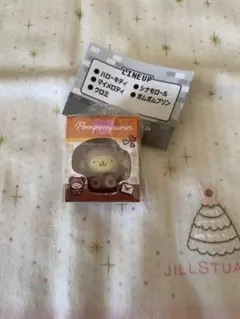 LINEUP
●ハローキティ
●マイメロディ
●クロミ
●シナモロール
●ポムポムプリン
Pompompurin
JILLSTUA